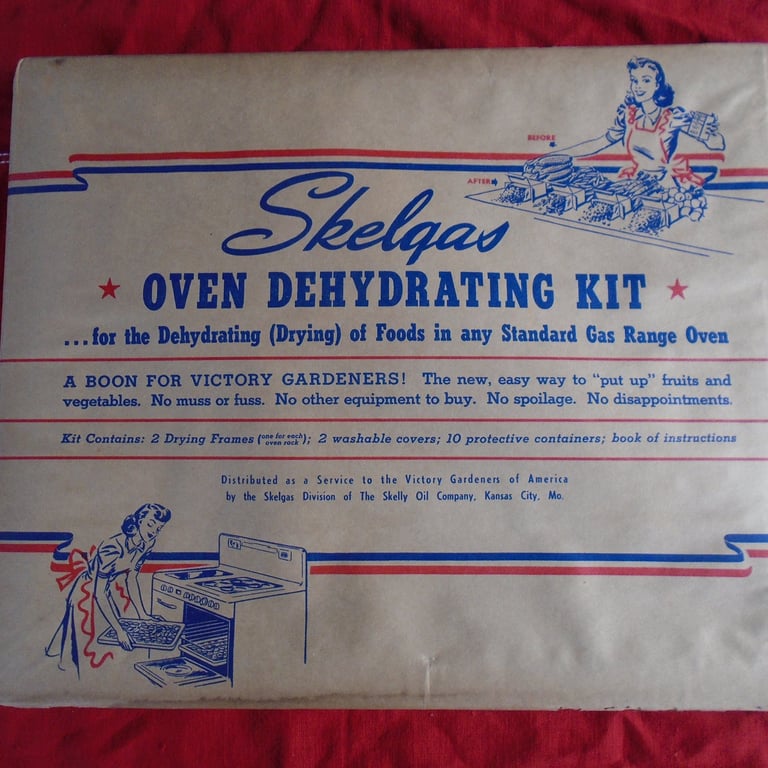 BEFORE
AFTER
Skelgas
OVEN DEHYDRATING KIT
...for the Dehydrating (Drying) of Foods in any Standard Gas Range Oven
A BOON FOR VICTORY GARDENERS! The new, easy way to "put up" fruits and
vegetables. No muss or fuss. No other equipment to buy. No spoilage. No disappointments.
Kit Contains: 2 Drying Frames (one for each oven rack); 2 washable covers; 10 protective containers; book of instructions
Distributed as a Service to the Victory Gardeners of America
by the Skelgas Division of The Skelly Oil Company, Kansas City, Mo.